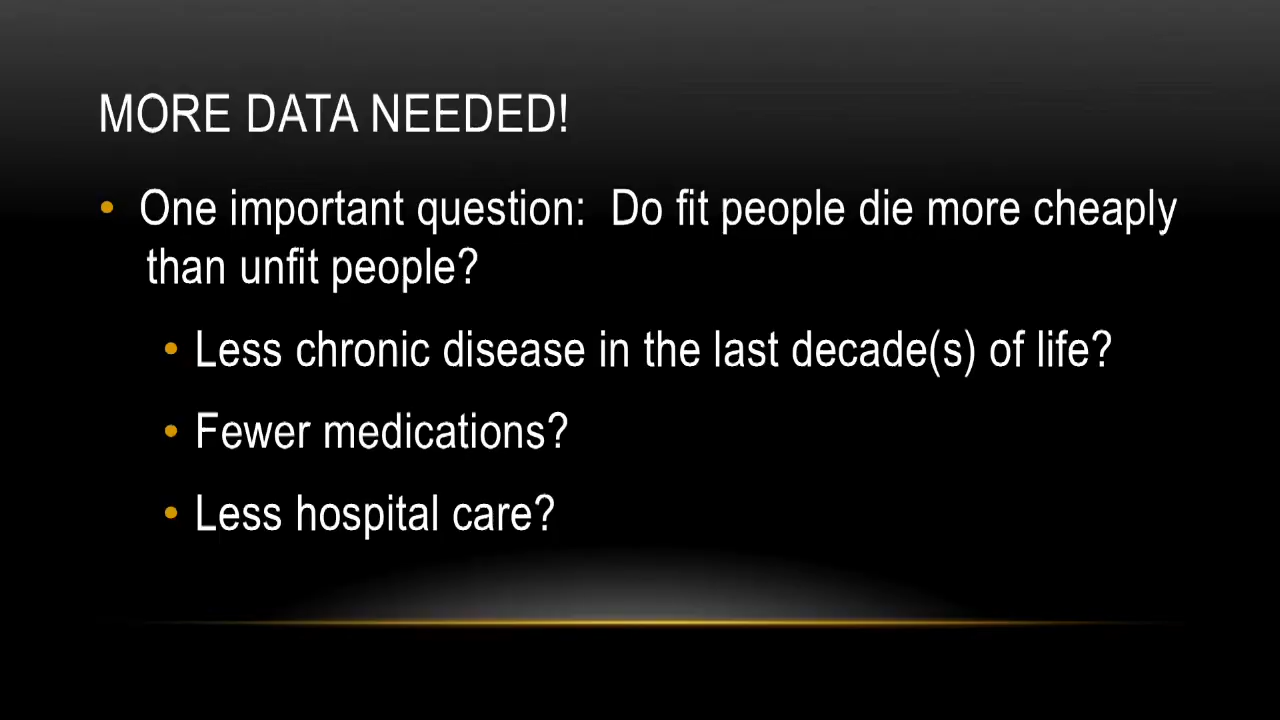 MORE DATA NEEDED!
• One important question:  Do fit people die more cheaply
than unfit people?
• Less chronic disease in the last decade(s) of life?
• Fewer medications?
• Less hospital care?